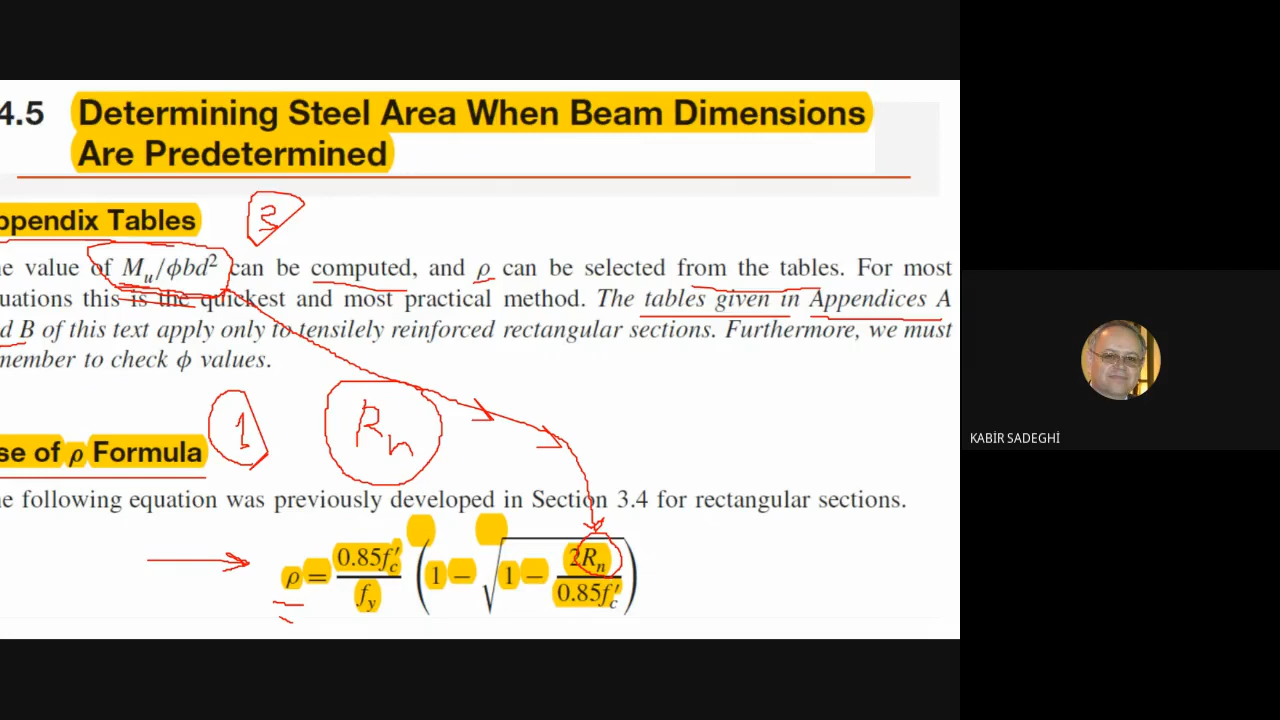 4.5 Determining Steel Area When Beam Dimensions
Are Predetermined
ppendix Tables 2
e value of Mu/ϕbd² can be computed, and ρ can be selected from the tables. For most
uations this is the quickest and most practical method. The tables given in Appendices A
d B of this text apply only to tensilely reinforced rectangular sections. Furthermore, we must
member to check ϕ values.
1 Rn
se of ρ Formula
e following equation was previously developed in Section 3.4 for rectangular sections.
ρ = 0.85f′c / fy (1 − √(1 − 2Rn / 0.85f′c))
KABİR SADEGHİ